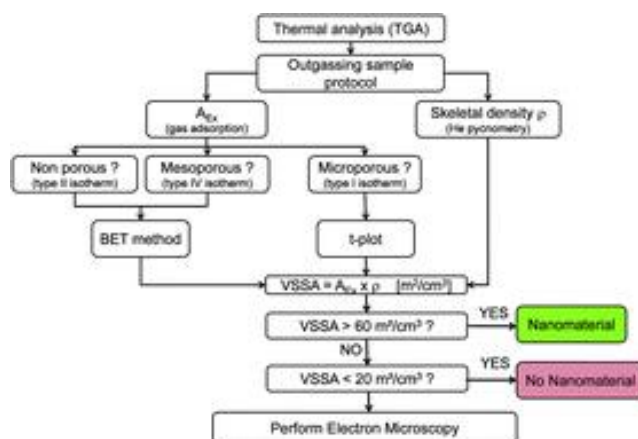 Thermal analysis (TGA)
Outgassing sample
protocol
A_Ex
(gas adsorption)
Skeletal density ρ
(He pycnometry)
Non porous ?
(type II isotherm)
Mesoporous ?
(type IV isotherm)
Microporous ?
(type I isotherm)
BET method
t-plot
VSSA = A_Ex x ρ [m²/cm³]
VSSA > 60 m²/cm³ ?
YES
Nanomaterial
NO
VSSA < 20 m²/cm³ ?
YES
No Nanomaterial
Perform Electron Microscopy